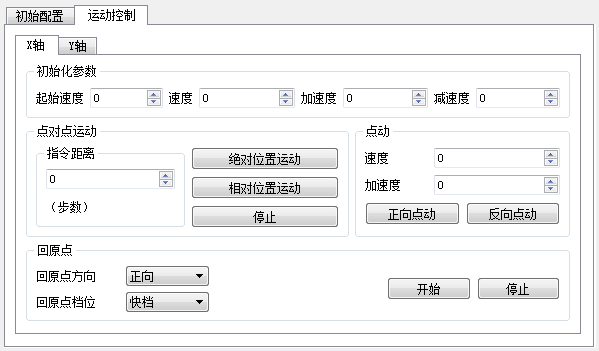 初始配置 运动控制
X轴 Y轴
初始化参数
起始速度 0 速度 0 加速度 0 减速度 0
点对点运动
指令距离
0
（步数）
绝对位置运动
相对位置运动
停止
点动
速度 0
加速度 0
正向点动 反向点动
回原点
回原点方向 正向
回原点档位 快档
开始 停止